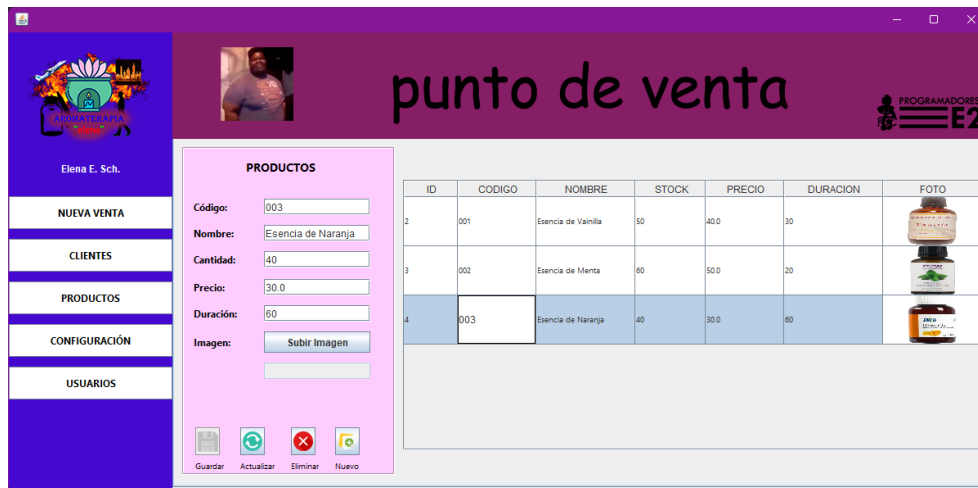 punto de venta
PROGRAMADORES
E2
AROMATERAPIA
Elena E. Sch.
NUEVA VENTA
CLIENTES
PRODUCTOS
CONFIGURACIÓN
USUARIOS
PRODUCTOS
Código: 003
Nombre: Esencia de Naranja
Cantidad: 40
Precio: 30.0
Duración: 60
Imagen: Subir Imagen
Guardar Actualizar Eliminar Nuevo
ID CODIGO NOMBRE STOCK PRECIO DURACION FOTO
2 001 Esencia de Vainilla 50 40.0 30
3 002 Esencia de Menta 60 50.0 20
4 003 Esencia de Naranja 40 30.0 60